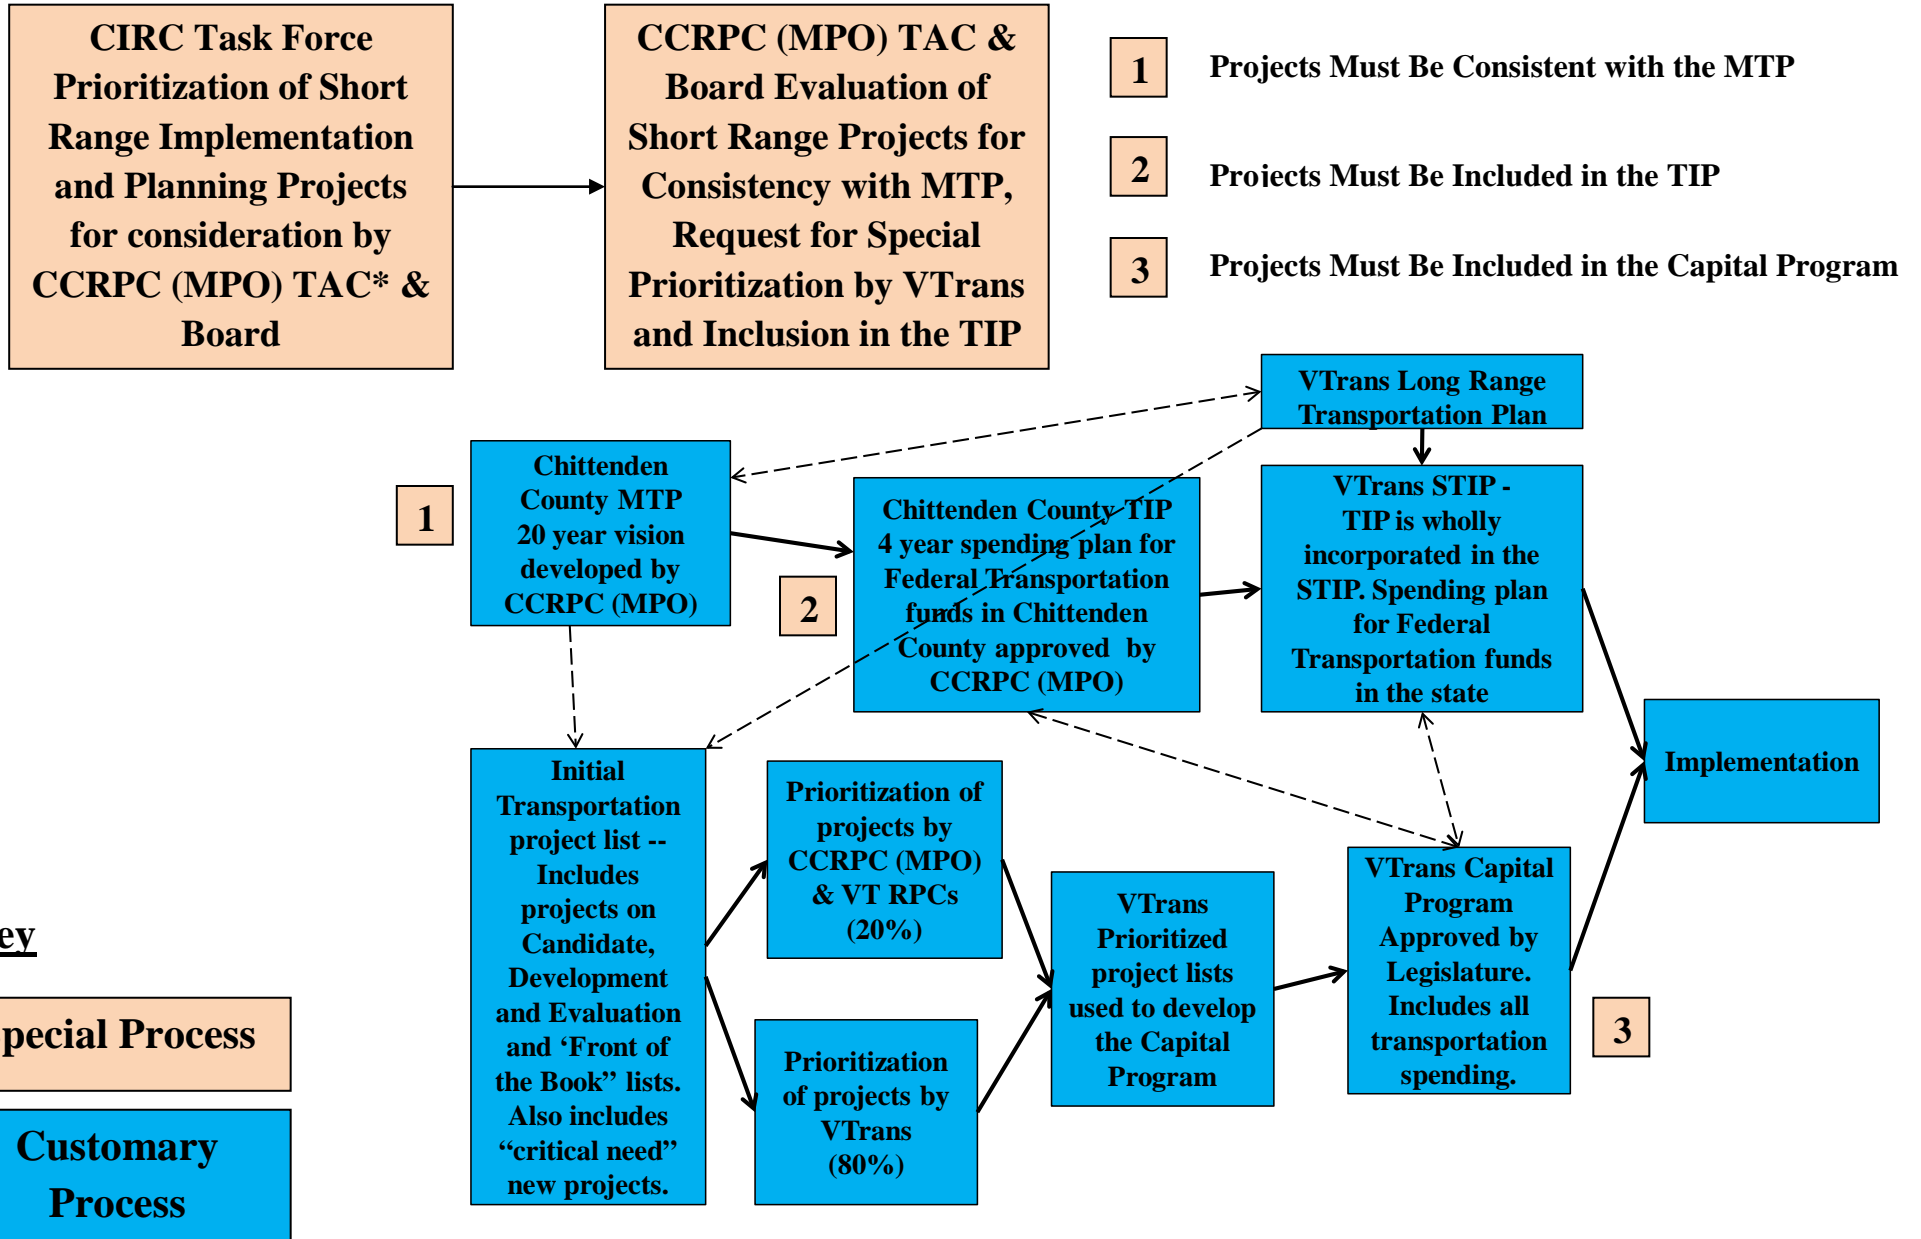 CIRC Task Force
Prioritization of Short
Range Implementation
and Planning Projects
for consideration by
CCRPC (MPO) TAC* &
Board
CCRPC (MPO) TAC &
Board Evaluation of
Short Range Projects for
Consistency with MTP,
Request for Special
Prioritization by VTrans
and Inclusion in the TIP
1
Projects Must Be Consistent with the MTP
2
Projects Must Be Included in the TIP
3
Projects Must Be Included in the Capital Program
VTrans Long Range
Transportation Plan
1
Chittenden
County MTP
20 year vision
developed by
CCRPC (MPO)
2
Chittenden County TIP
4 year spending plan for
Federal Transportation
funds in Chittenden
County approved by
CCRPC (MPO)
VTrans STIP -
TIP is wholly
incorporated in the
STIP. Spending plan
for Federal
Transportation funds
in the state
Implementation
Initial
Transportation
project list --
Includes
projects on
Candidate,
Development
and Evaluation
and ‘Front of
the Book” lists.
Also includes
“critical need”
new projects.
Prioritization of
projects by
CCRPC (MPO)
& VT RPCs
(20%)
Prioritization
of projects by
VTrans
(80%)
VTrans
Prioritized
project lists
used to develop
the Capital
Program
VTrans Capital
Program
Approved by
Legislature.
Includes all
transportation
spending.
3
ey
pecial Process
Customary
Process